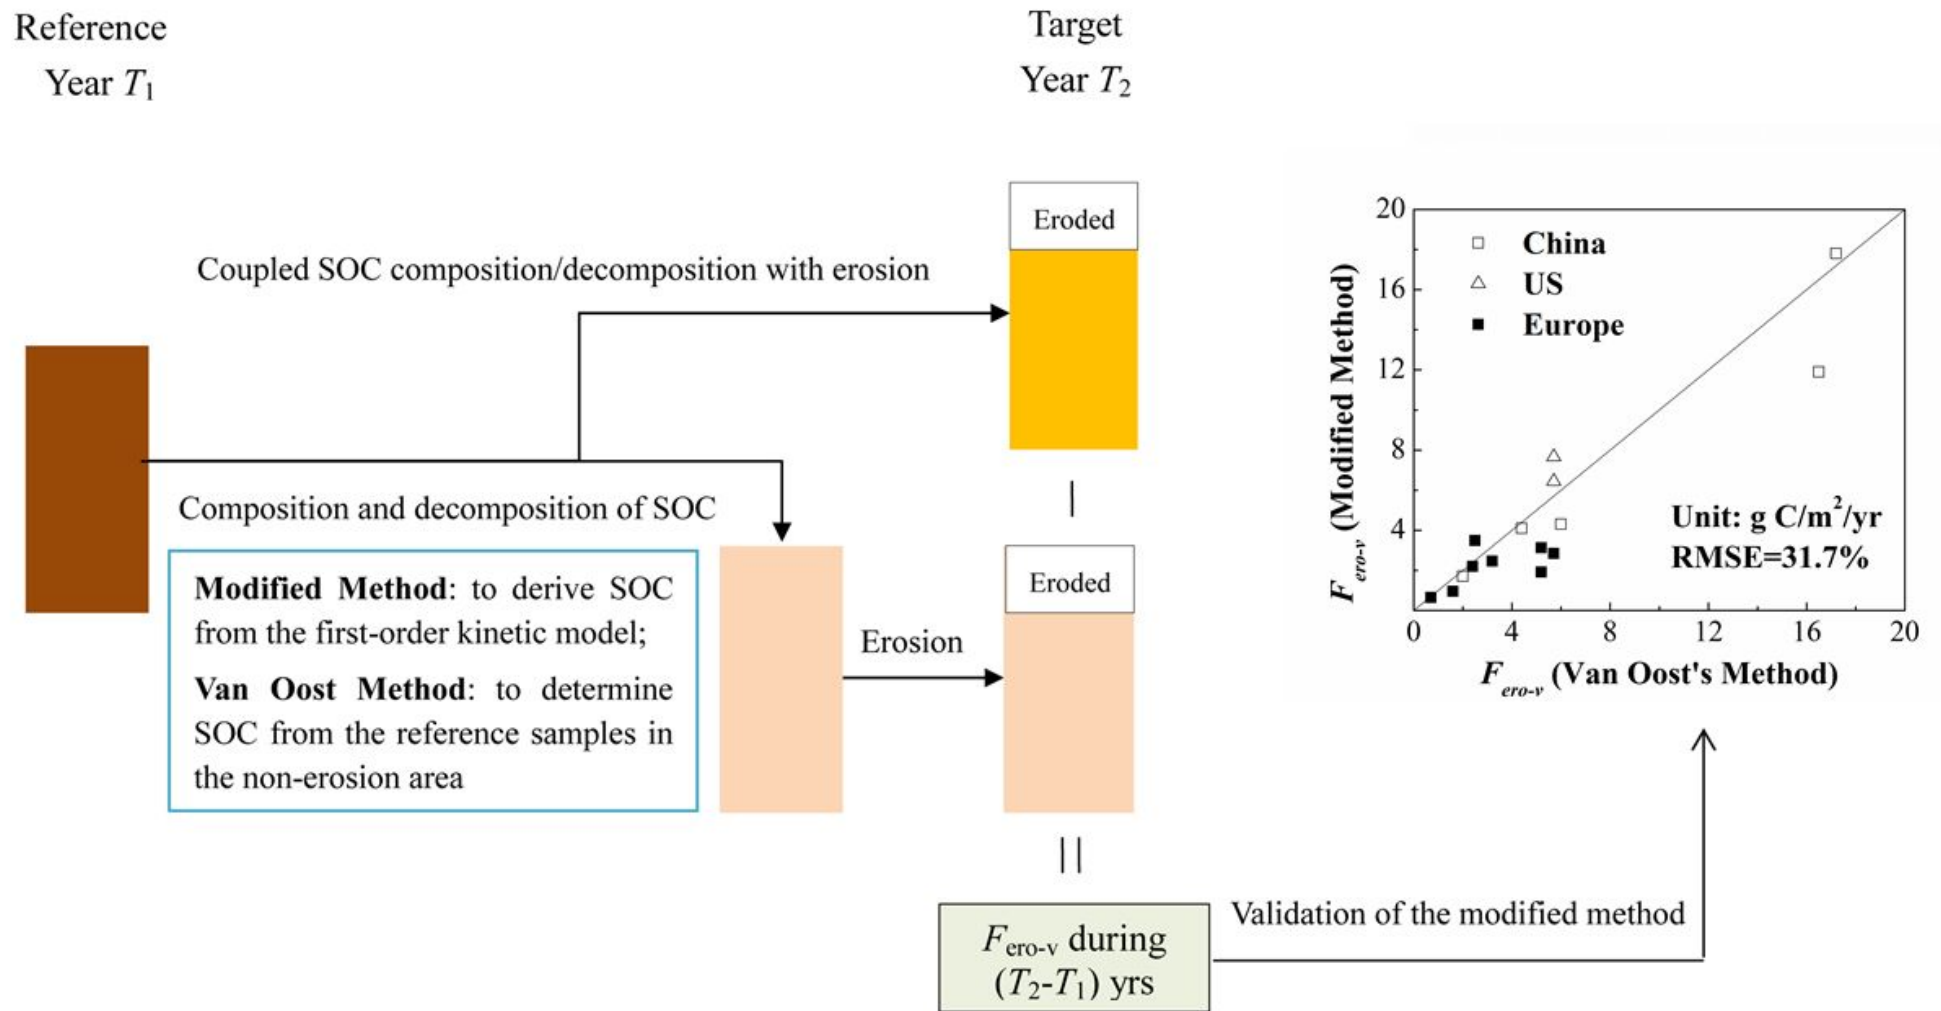 Reference
Year T1
Target
Year T2
Eroded
Coupled SOC composition/decomposition with erosion
Composition and decomposition of SOC
Modified Method: to derive SOC
from the first-order kinetic model;
Van Oost Method: to determine
SOC from the reference samples in
the non-erosion area
Erosion
Eroded
Fero-v during
(T2-T1) yrs
Validation of the modified method
20
16
12
8
4
Fero-v (Modified Method)
China
US
Europe
Unit: g C/m2/yr
RMSE=31.7%
0 4 8 12 16 20
Fero-v (Van Oost's Method)